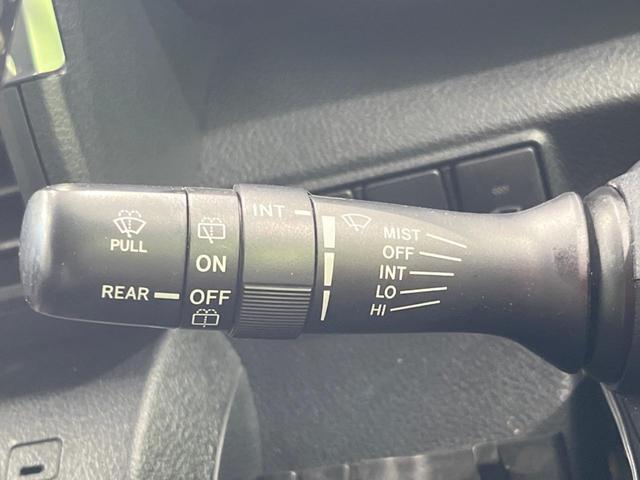 PULL
REAR
ON
OFF
INT
MIST
OFF
INT
LO
HI